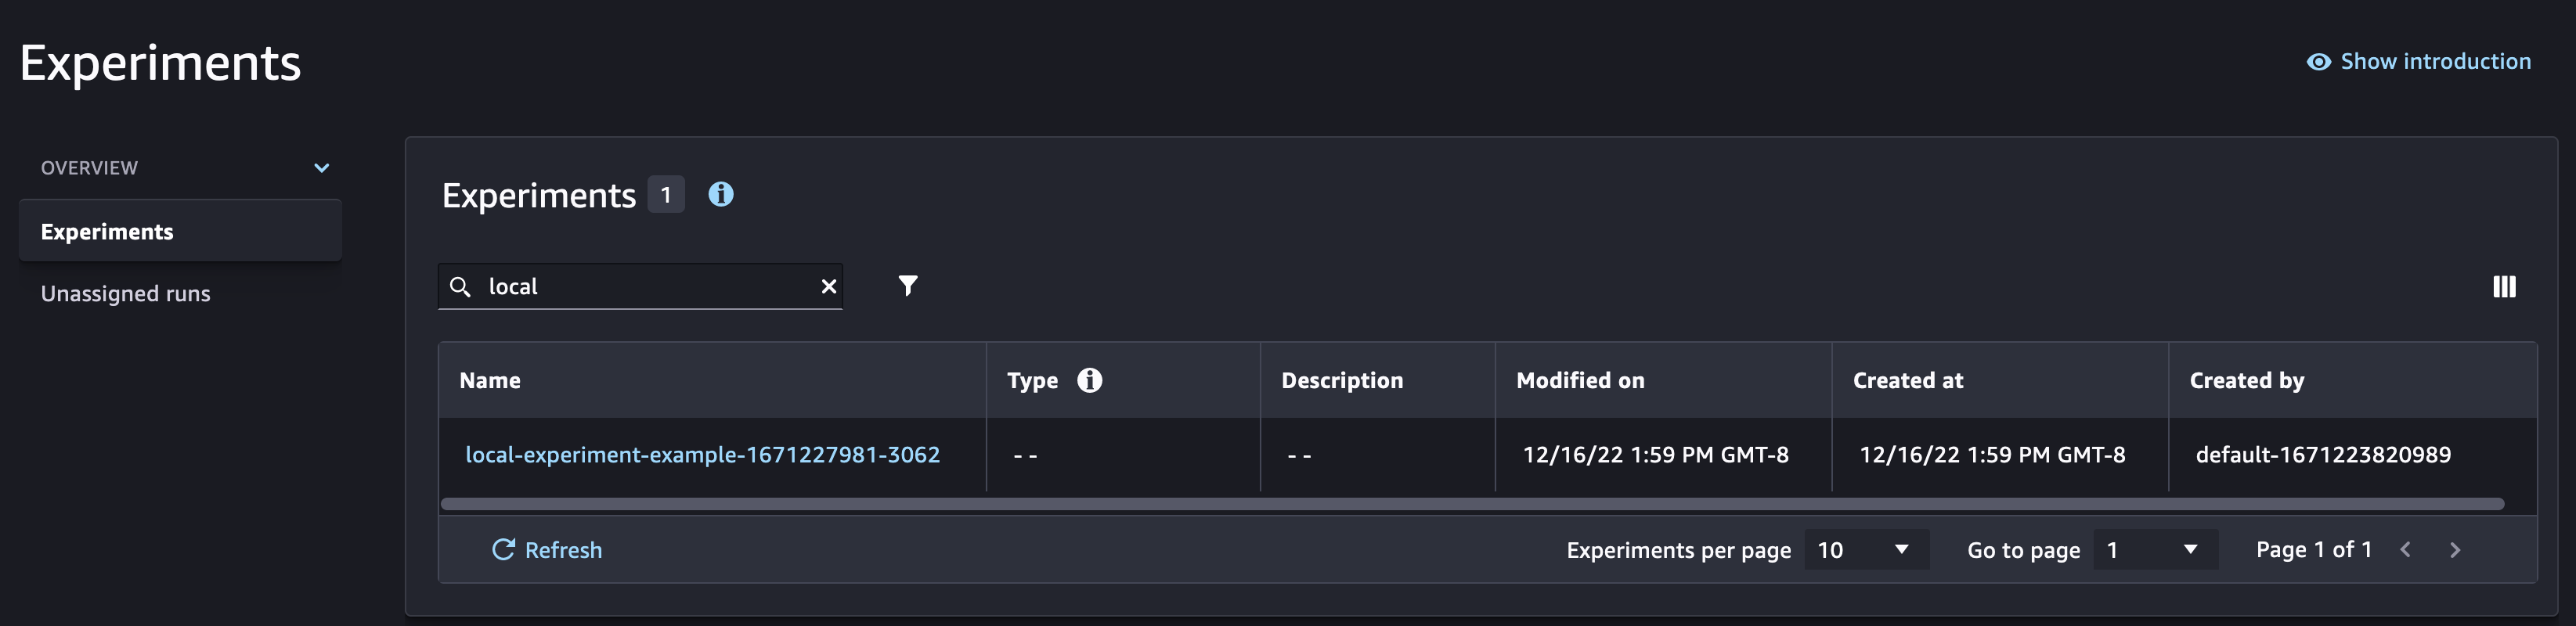 Experiments
Show introduction
OVERVIEW
Experiments
Unassigned runs
Experiments 1
local
Name Type Description Modified on Created at Created by
local-experiment-example-1671227981-3062 -- -- 12/16/22 1:59 PM GMT-8 12/16/22 1:59 PM GMT-8 default-1671223820989
Refresh Experiments per page 10 Go to page 1 Page 1 of 1